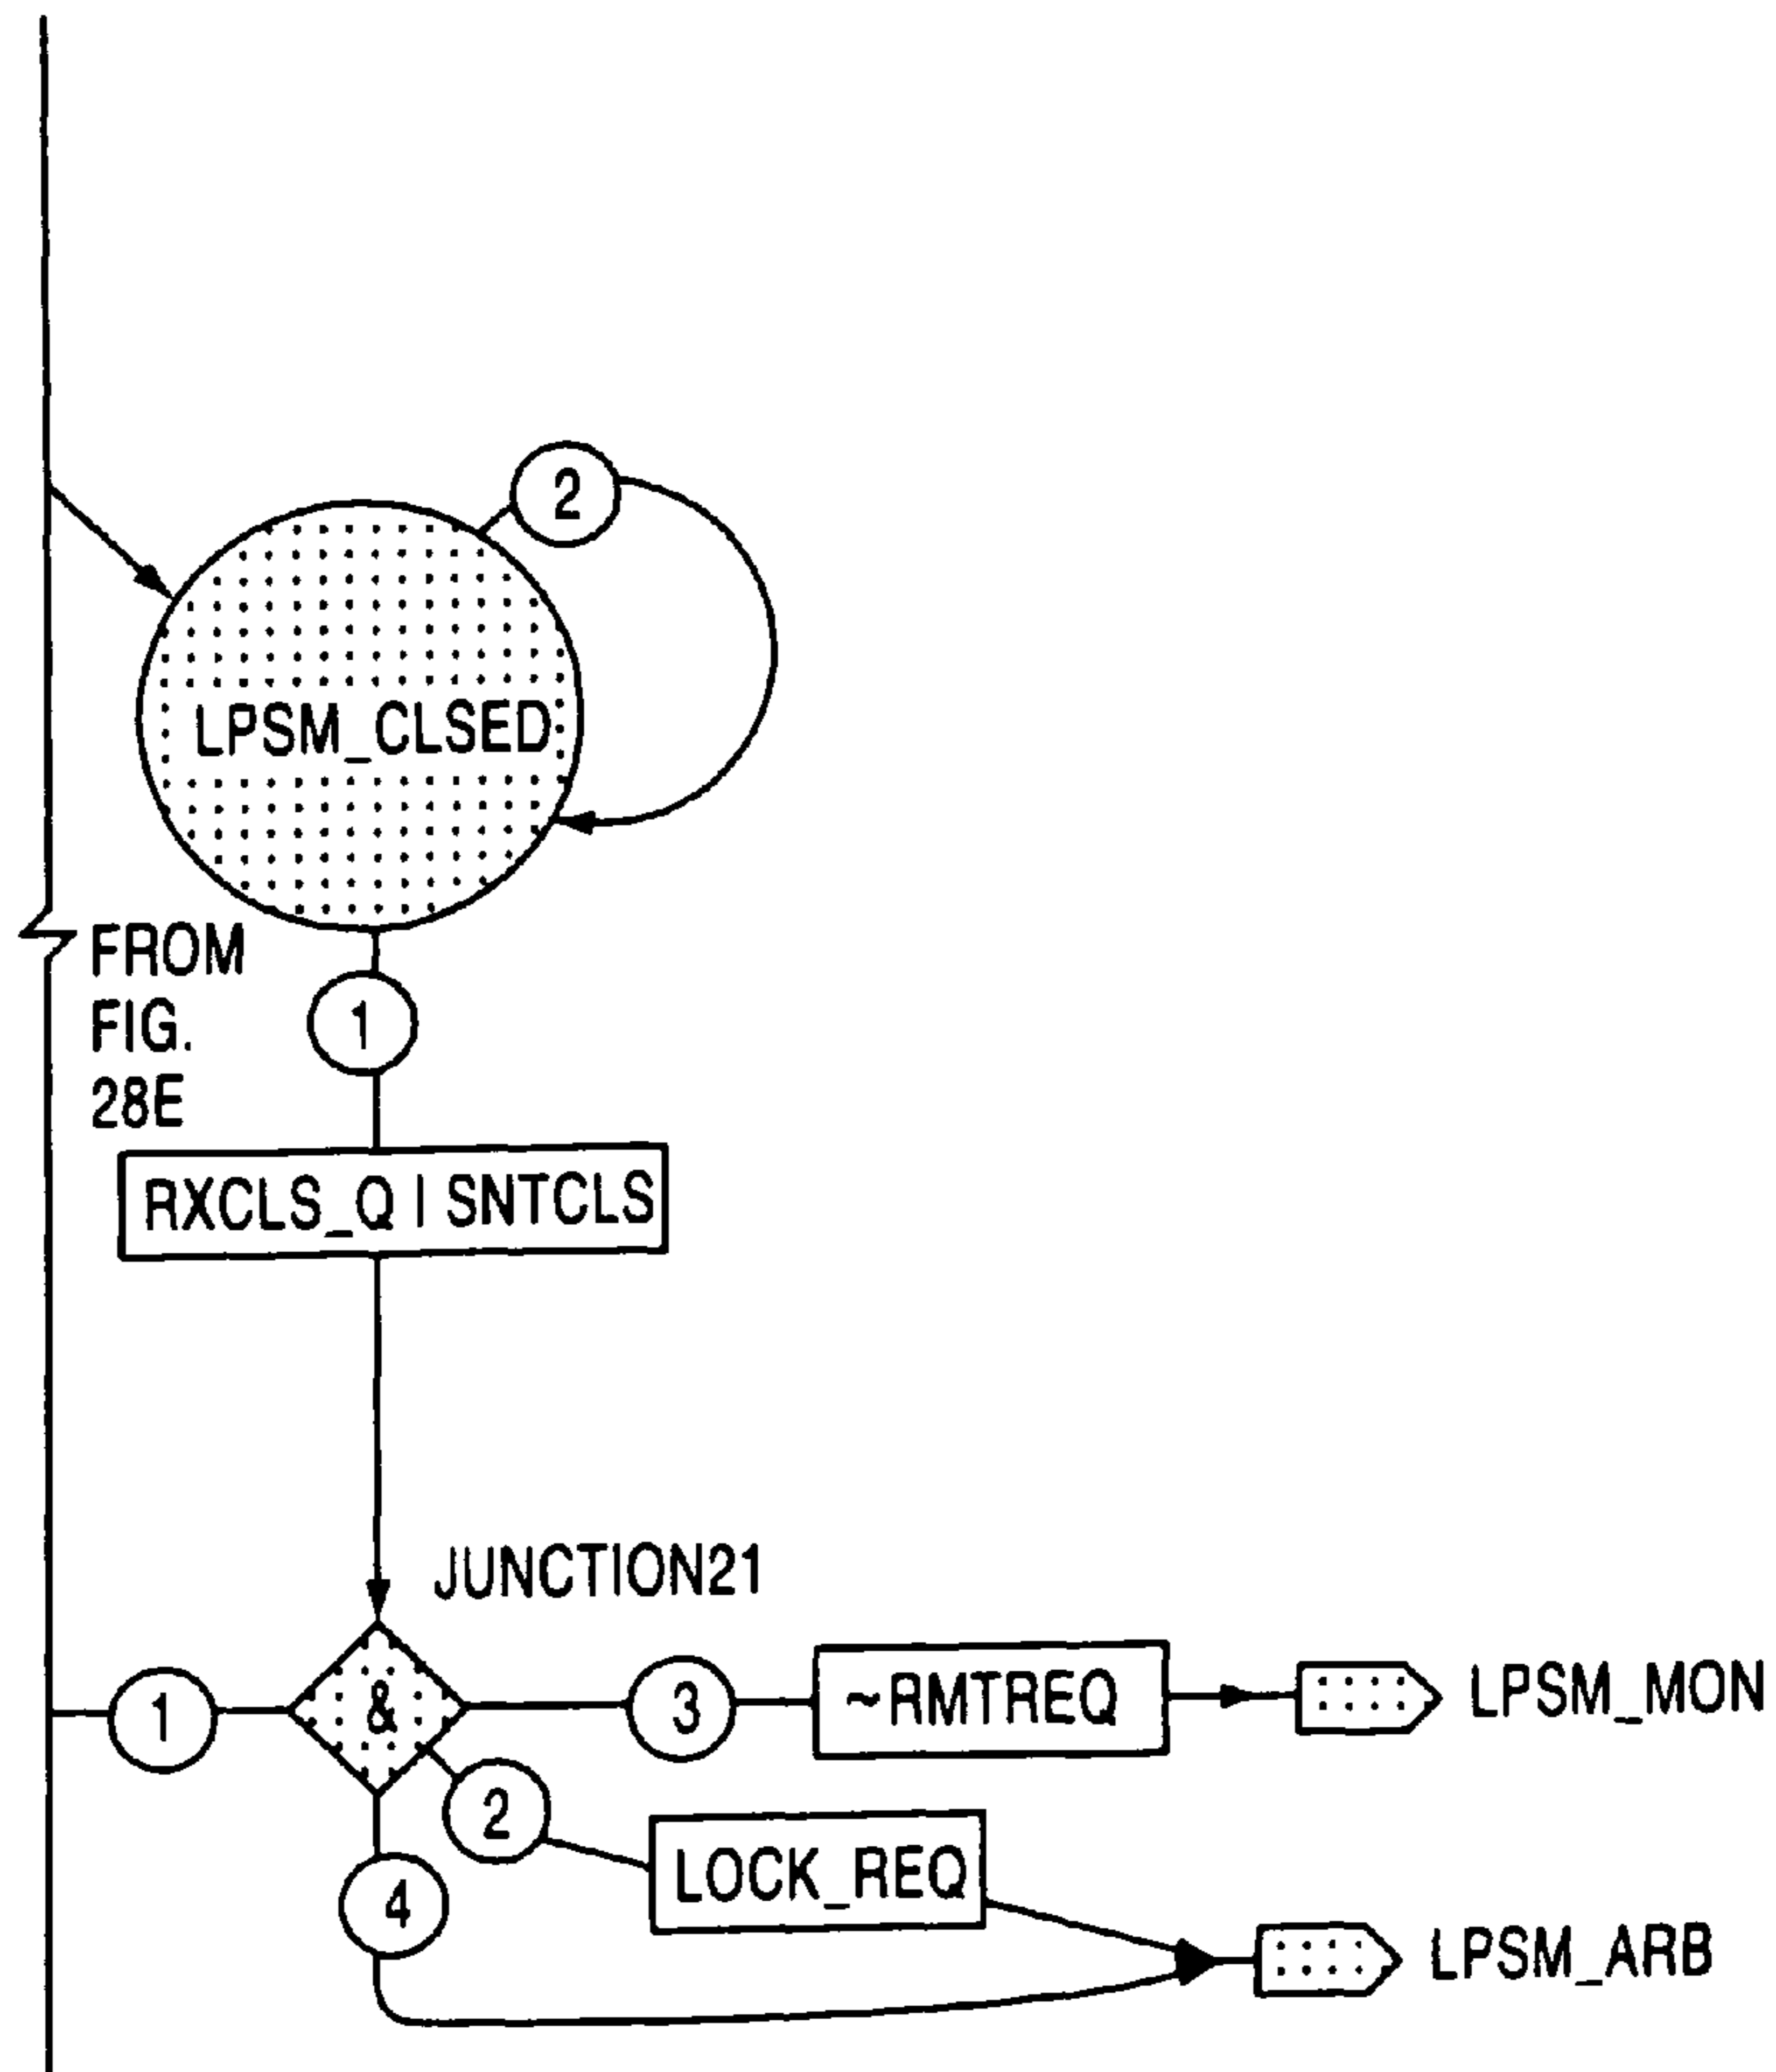 2
LPSM_CLSED
FROM
FIG.
28E
1
RXCLS_Q | SNTCLS
JUNCTION21
1
&
3
~RMTREQ
LPSM_MON
2
LOCK_REQ
4
LPSM_ARB